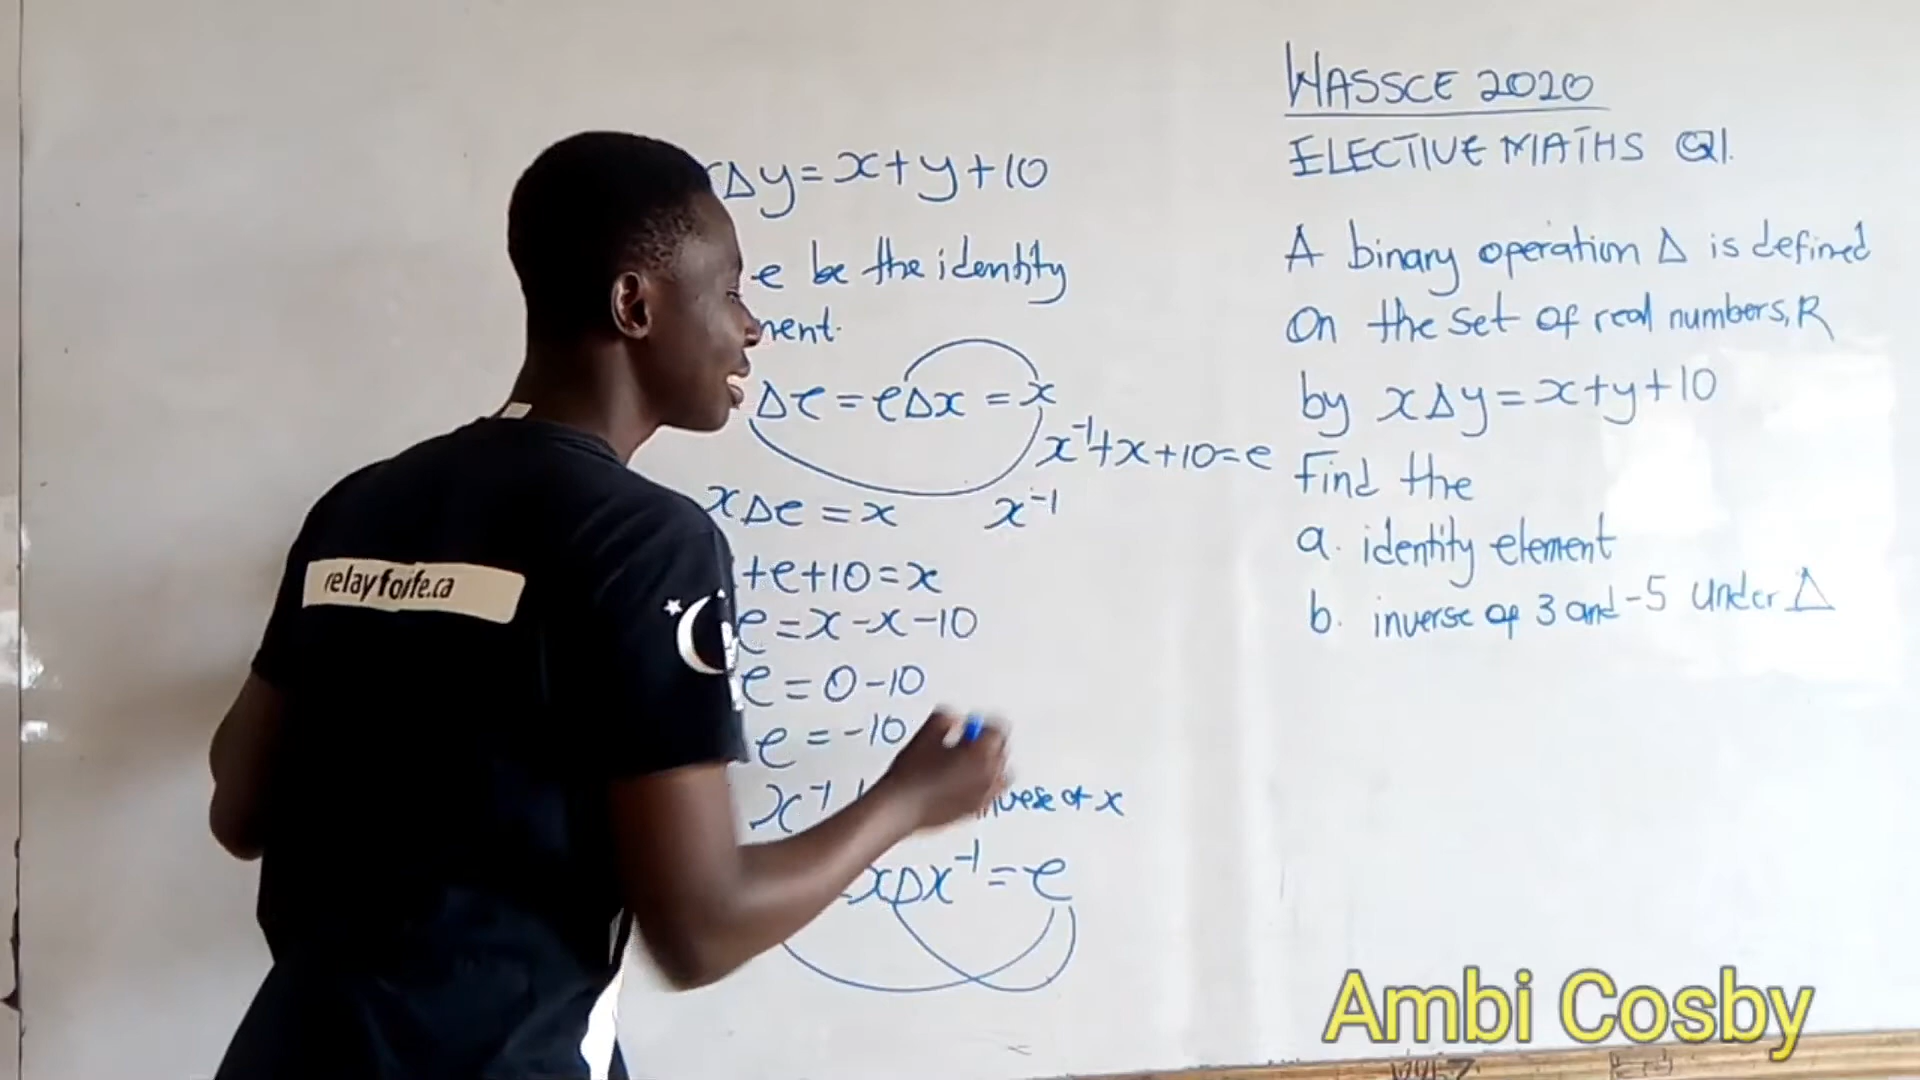 xΔy=x+y+10
e be the identity
ment.
Δe=eΔx=x
x⁻¹+x+10=e
xΔe=x
x⁻¹
+e+10=x
e=x-x-10
e=0-10
e=-10
x⁻¹ inverse of x
xΔx⁻¹=e
WASSCE 2020
ELECTIVE MATHS Q1.
A binary operation Δ is defined
on the set of real numbers, R
by xΔy=x+y+10
Find the
a. identity element
b. inverse of 3 and -5 under Δ
relayforlife.ca
Ambi Cosby